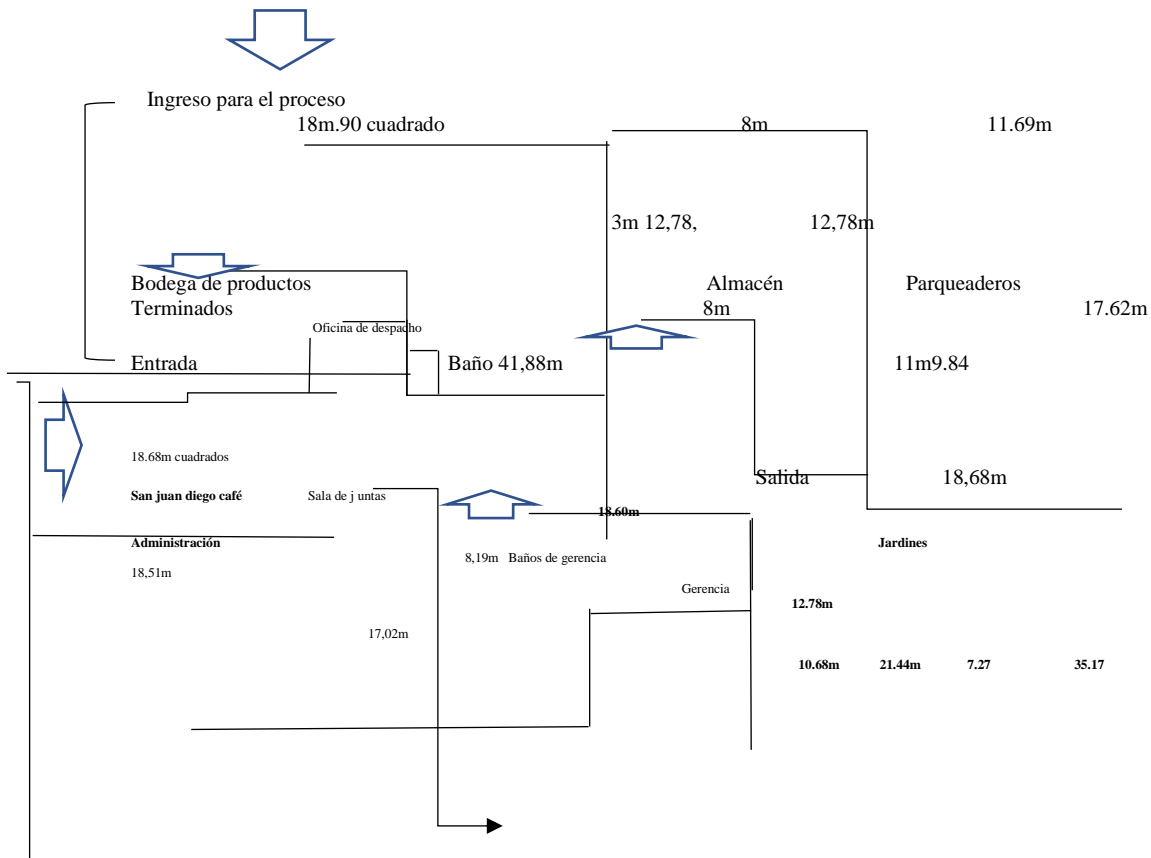 Ingreso para el proceso
18m.90 cuadrado 8m 11.69m
3m 12,78, 12,78m
Bodega de productos Almacén Parqueaderos
Terminados 8m 17.62m
Oficina de despacho
Entrada Baño 41,88m 11m9.84
18.68m cuadrados
Salida 18,68m
San juan diego café Sala de j untas
18.60m
Administración Jardines
8,19m Baños de gerencia
18,51m
Gerencia
12.78m
17,02m
10.68m 21.44m 7.27 35.17